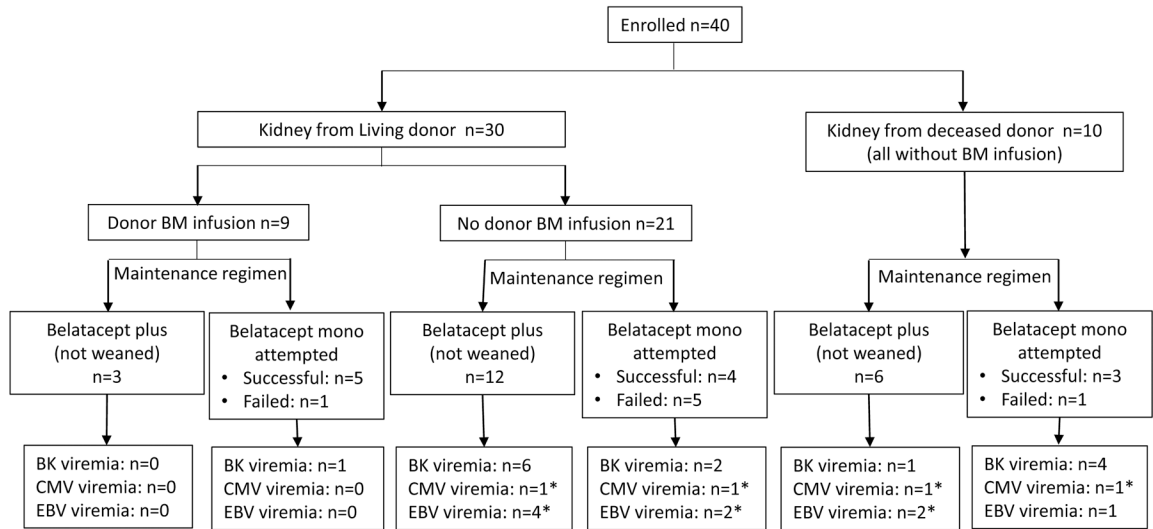 Enrolled n=40
Kidney from Living donor n=30
Kidney from deceased donor n=10
(all without BM infusion)
Donor BM infusion n=9
No donor BM infusion n=21
Maintenance regimen
Maintenance regimen
Maintenance regimen
Belatacept plus
(not weaned)
n=3
Belatacept mono
attempted
• Successful: n=5
• Failed: n=1
Belatacept plus
(not weaned)
n=12
Belatacept mono
attempted
• Successful: n=4
• Failed: n=5
Belatacept plus
(not weaned)
n=6
Belatacept mono
attempted
• Successful: n=3
• Failed: n=1
BK viremia: n=0
CMV viremia: n=0
EBV viremia: n=0
BK viremia: n=1
CMV viremia: n=0
EBV viremia: n=0
BK viremia: n=6
CMV viremia: n=1*
EBV viremia: n=4*
BK viremia: n=2
CMV viremia: n=1*
EBV viremia: n=2*
BK viremia: n=1
CMV viremia: n=1*
EBV viremia: n=2*
BK viremia: n=4
CMV viremia: n=1*
EBV viremia: n=1